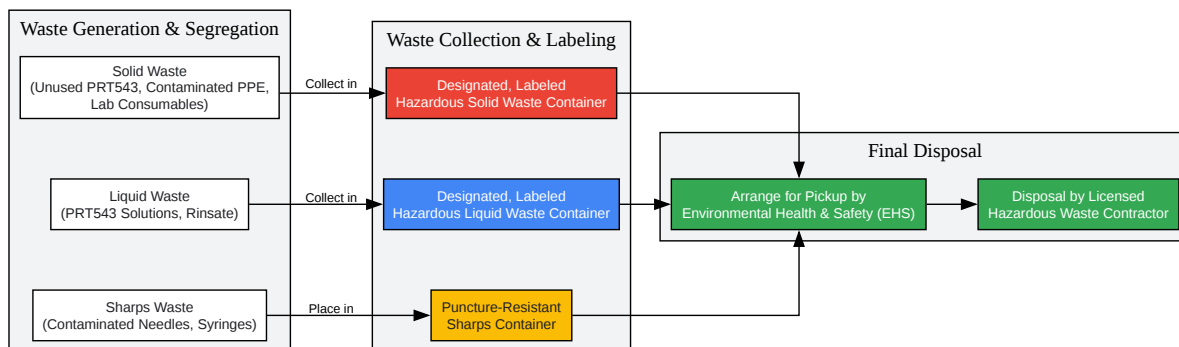 Waste Generation & Segregation
Solid Waste
(Unused PRT543, Contaminated PPE,
Lab Consumables)
Liquid Waste
(PRT543 Solutions, Rinsate)
Sharps Waste
(Contaminated Needles, Syringes)
Collect in
Collect in
Place in
Waste Collection & Labeling
Designated, Labeled
Hazardous Solid Waste Container
Designated, Labeled
Hazardous Liquid Waste Container
Puncture-Resistant
Sharps Container
Final Disposal
Arrange for Pickup by
Environmental Health & Safety (EHS)
Disposal by Licensed
Hazardous Waste Contractor